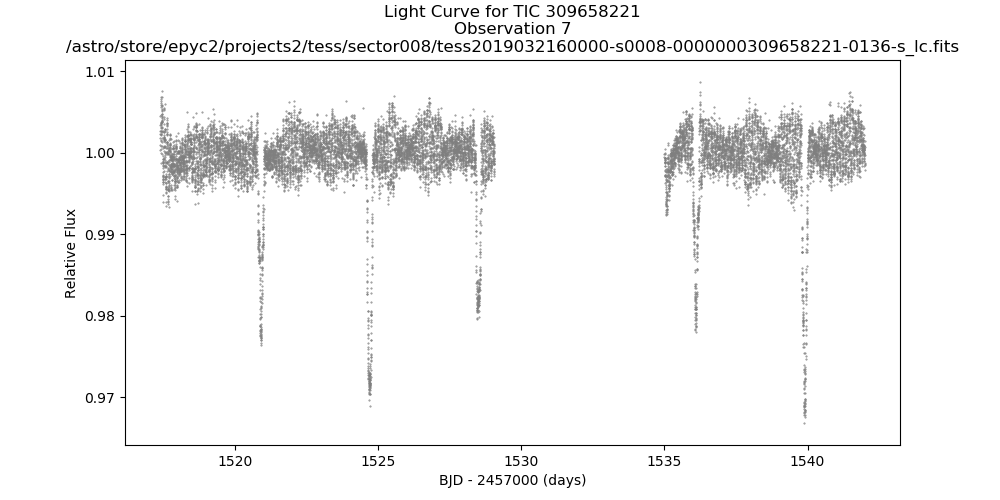 Light Curve for TIC 309658221
Observation 7
/astro/store/epyc2/projects2/tess/sector008/tess2019032160000-s0008-0000000309658221-0136-s_lc.fits
1.01
1.00
0.99
0.98
0.97
Relative Flux
1520
1525
1530
1535
1540
BJD - 2457000 (days)